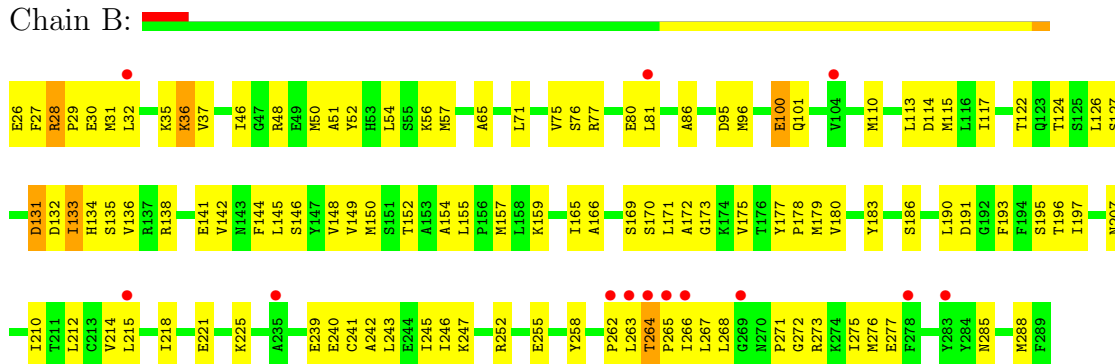 Chain B:
E26 F27 R28 P29 E30 M31 L32 K35 K36 V37 I46 G47 R48 E49 M50 A51 Y52 H53 L54 S55 K56 M57 A65 L71 V75 S76 R77 E80 L81 A86 D95 M96 E100 Q101 V104 M110 L113 D114 M115 L116 I117 T122 Q123 T124 S125 L126 S127
D131 D132 I133 H134 S135 V136 R137 R138 E141 V142 N143 F144 L145 S146 Y147 V148 V149 M150 S151 T152 A153 A154 L155 P156 M157 L158 K159 I165 A166 S169 S170 L171 A172 G173 K174 V175 T176 Y177 P178 M179 V180 Y183 S186 L190 D191 G192 F193 F194 S195 T196 I197 N207
I210 T211 L212 C213 V214 L215 I218 E221 K225 A235 E239 E240 C241 A242 L243 E244 I245 I246 K247 R252 E255 Y258 P262 L263 T264 P265 I266 L267 L268 G269 N270 P271 G272 R273 K274 I275 M276 E277 F278 Y283 Y284 N285 M288 F289